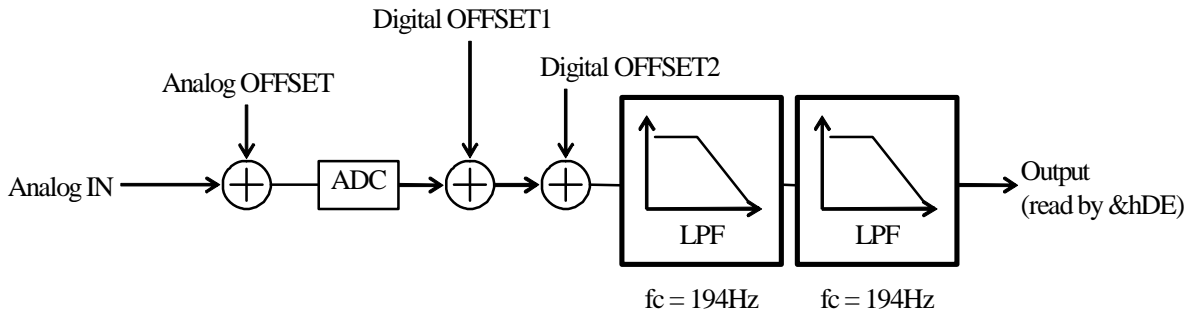 Digital OFFSET1
Digital OFFSET2
Analog OFFSET
Analog IN
ADC
LPF
LPF
Output
(read by &hDE)
fc = 194Hz
fc = 194Hz